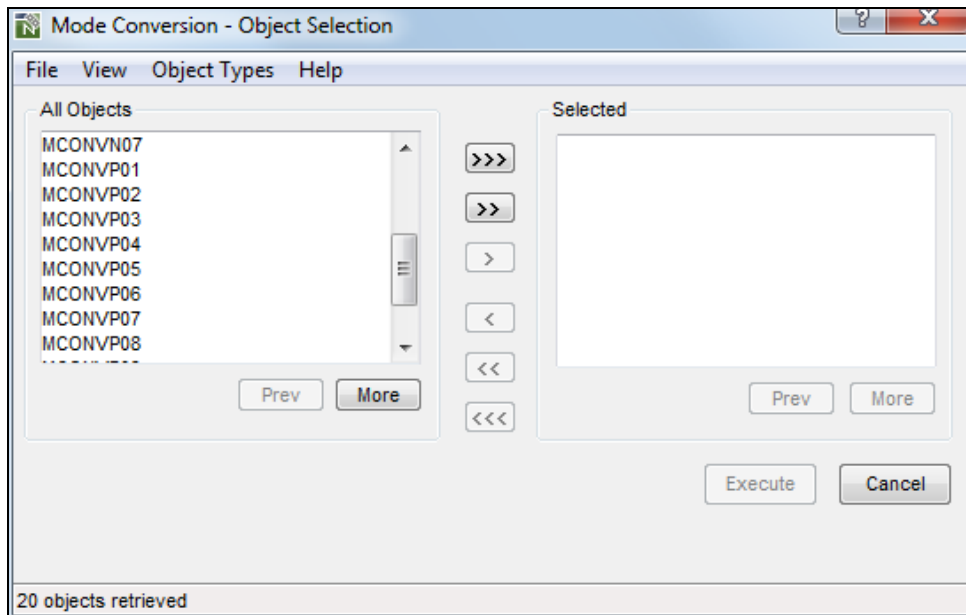 Mode Conversion - Object Selection
File View Object Types Help
All Objects
MCONVN07
MCONVP01
MCONVP02
MCONVP03
MCONVP04
MCONVP05
MCONVP06
MCONVP07
MCONVP08
Prev More
>>>
>>
>
<
<<
<<<
Selected
Prev More
Execute Cancel
20 objects retrieved